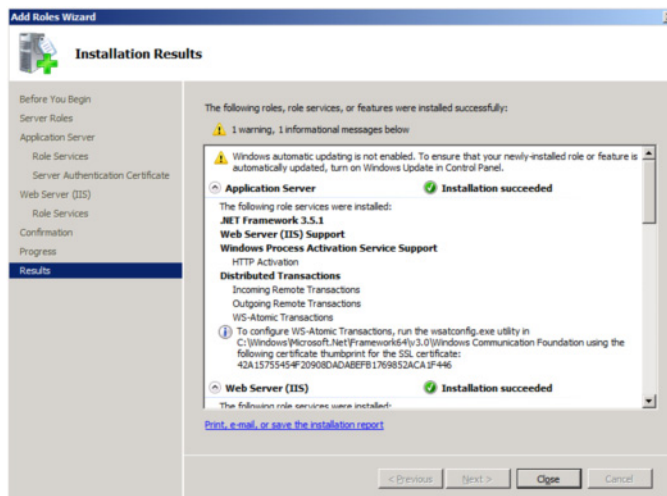 Add Roles Wizard
Installation Results
Before You Begin
Server Roles
Application Server
Role Services
Server Authentication Certificate
Web Server (IIS)
Role Services
Confirmation
Progress
Results
The following roles, role services, or features were installed successfully:
1 warning, 1 informational messages below
Windows automatic updating is not enabled. To ensure that your newly-installed role or feature is
automatically updated, turn on Windows Update in Control Panel.
Application Server Installation succeeded
The following role services were installed:
.NET Framework 3.5.1
Web Server (IIS) Support
Windows Process Activation Service Support
HTTP Activation
Distributed Transactions
Incoming Remote Transactions
Outgoing Remote Transactions
WS-Atomic Transactions
To configure WS-Atomic Transactions, run the wsatconfig.exe utility in
C:\Windows\Microsoft.Net\Framework64\v3.0\Windows Communication Foundation using the
following certificate thumbprint for the SSL certificate:
42A15755454F20908DADABEFB1769852ACA1F446
Web Server (IIS) Installation succeeded
The following role services were installed:
Print, e-mail, or save the installation report
< Previous Next > Close Cancel